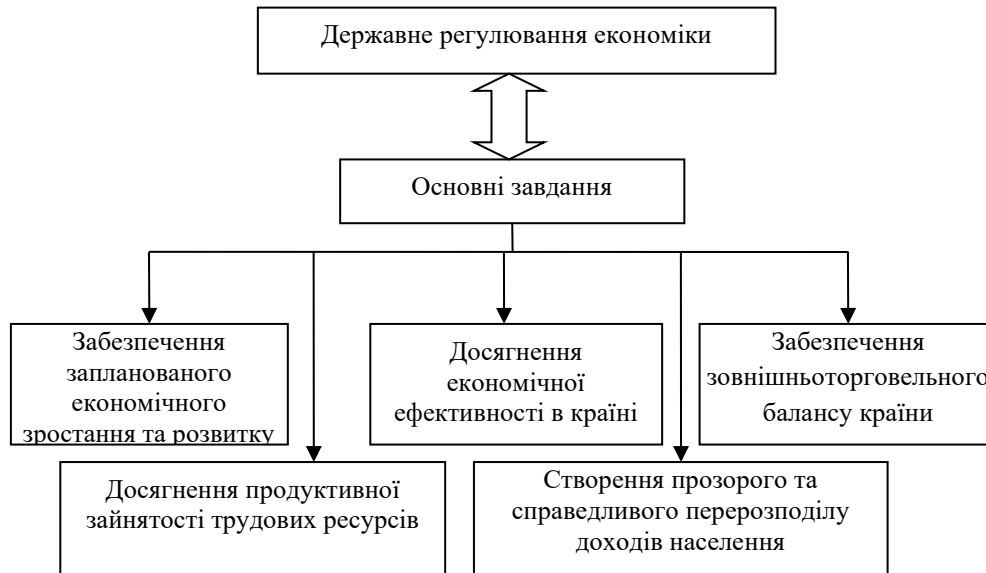 Державне регулювання економіки
Основні завдання
Забезпечення
запланованого
економічного
зростання та розвитку
Досягнення
економічної
ефективності в країні
Забезпечення
зовнішньоторговельного
балансу країни
Досягнення продуктивної
зайнятості трудових ресурсів
Створення прозорого та
справедливого перерозподілу
доходів населення